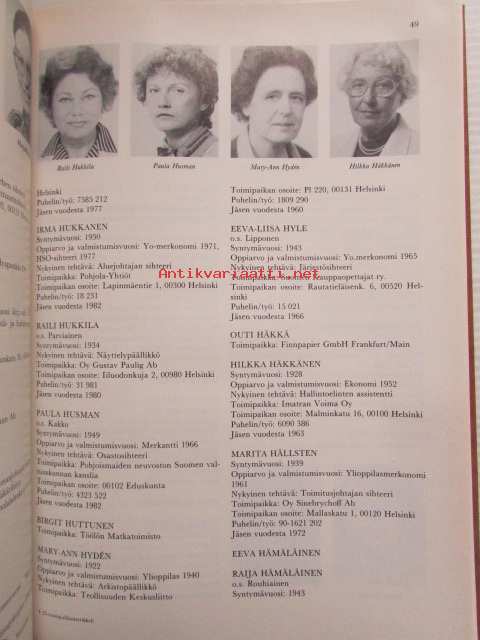 49
Raili Hukkila
Paula Husman
Mary-Ann Hydén
Hilkka Häkkänen
Helsinki
Puhelin/työ: 7585 212
Jäsen vuodesta 1977
IRMA HUKKANEN
Syntymävuosi: 1950
Oppiarvo ja valmistumisvuosi: Yo-merkonomi 1971,
HSO-sihteeri 1977
Nykyinen tehtävä: Aluejohtajan sihteeri
Toimipaikka: Pohjola-Yhtiöt
Toimipaikan osoite: Lapinmäentie 1, 00300 Helsinki
Puhelin/työ: 18 231
Jäsen vuodesta 1982
RAILI HUKKILA
o.s. Parviainen
Syntymävuosi: 1934
Nykyinen tehtävä: Näyttelypäällikkö
Toimipaikka: Oy Gustav Paulig Ab
Toimipaikan osoite: Iiluodonkuja 2, 00980 Helsinki
Puhelin/työ: 31 981
Jäsen vuodesta 1980
PAULA HUSMAN
o.s. Kakko
Syntymävuosi: 1949
Oppiarvo ja valmistumisvuosi: Merkantti 1966
Nykyinen tehtävä: Osastosihteeri
Toimipaikka: Pohjoismaiden neuvoston Suomen val-
tuuskunnan kanslia
Toimipaikan osoite: 00102 Eduskunta
Puhelin/työ: 4323 522
Jäsen vuodesta 1982
BIRGIT HUTTUNEN
Toimipaikka: Työlön Matkatoimisto
MARY-ANN HYDÉN
Syntymävuosi: 1922
Oppiarvo ja valmistumisvuosi: Ylioppilas 1940
Nykyinen tehtävä: Arkistopäällikkö
Toimipaikka: Teollisuuden Keskusliitto
Toimipaikan osoite: Pl 220, 00131 Helsinki
Puhelin/työ: 1809 290
Jäsen vuodesta 1960
EEVA-LIISA HYLE
o.s. Lipponen
Syntymävuosi: 1943
Oppiarvo ja valmistumisvuosi: Yo.merkonomi 1965
Nykyinen tehtävä: Järjestösihteeri
Toimipaikka: Suomen Kauppaopettajat ry.
Toimipaikan osoite: Rautatieläisenk. 6, 00520 Hel-
sinki
Puhelin/työ: 15 021
Jäsen vuodesta 1966
OUTI HÄKKÄ
Toimipaikka: Finnpapier GmbH Frankfurt/Main
HILKKA HÄKKÄNEN
Syntymävuosi: 1928
Oppiarvo ja valmistumisvuosi: Ekonomi 1952
Nykyinen tehtävä: Hallintoelinten assistentti
Toimipaikka: Imatran Voima Oy
Toimipaikan osoite: Malminkatu 16, 00100 Helsinki
Puhelin/työ: 6090 386
Jäsen vuodesta 1963
MARITA HÄLLSTEN
Syntymävuosi: 1939
Oppiarvo ja valmistumisvuosi: Ylioppilasmerkonomi
1961
Nykyinen tehtävä: Toimitusjohtajan sihteeri
Toimipaikka: Oy Sinebrychoff Ab
Toimipaikan osoite: Mallaskatu 1, 00120 Helsinki
Puhelin/työ: 90-1621 202
Jäsen vuodesta 1972
EEVA HÄMÄLÄINEN
RAIJA HÄMÄLÄINEN
o.s. Rouhiainen
Syntymävuosi: 1943
Antikvariaatti.net